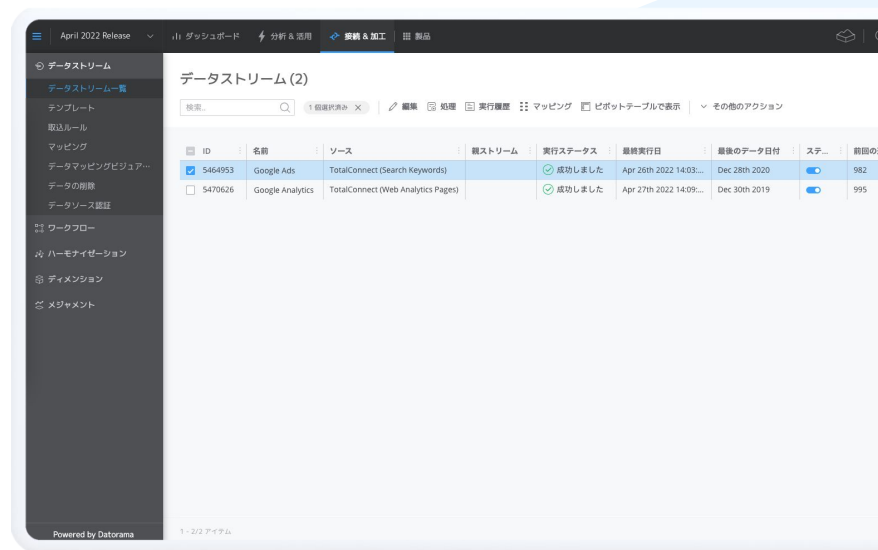 April 2022 Release ダッシュボード 分析 & 活用 接続 & 加工 製品
データストリーム
データストリーム一覧
テンプレート
取込ルール
マッピング
データマッピングビジュア…
データの削除
データソース認証
ワークフロー
ハーモナイゼーション
ディメンション
メジャメント
Powered by Datorama
データストリーム (2)
検索.. 1 個選択済み 編集 処理 実行履歴 マッピング ピボットテーブルで表示 その他のアクション
ID 名前 ソース 親ストリーム 実行ステータス 最終実行日 最後のデータ日付 ステ... 前回の
5464953 Google Ads TotalConnect (Search Keywords) 成功しました Apr 26th 2022 14:03:... Dec 28th 2020 982
5470626 Google Analytics TotalConnect (Web Analytics Pages) 成功しました Apr 27th 2022 14:09:... Dec 30th 2019 995
1 - 2/2 アイテム